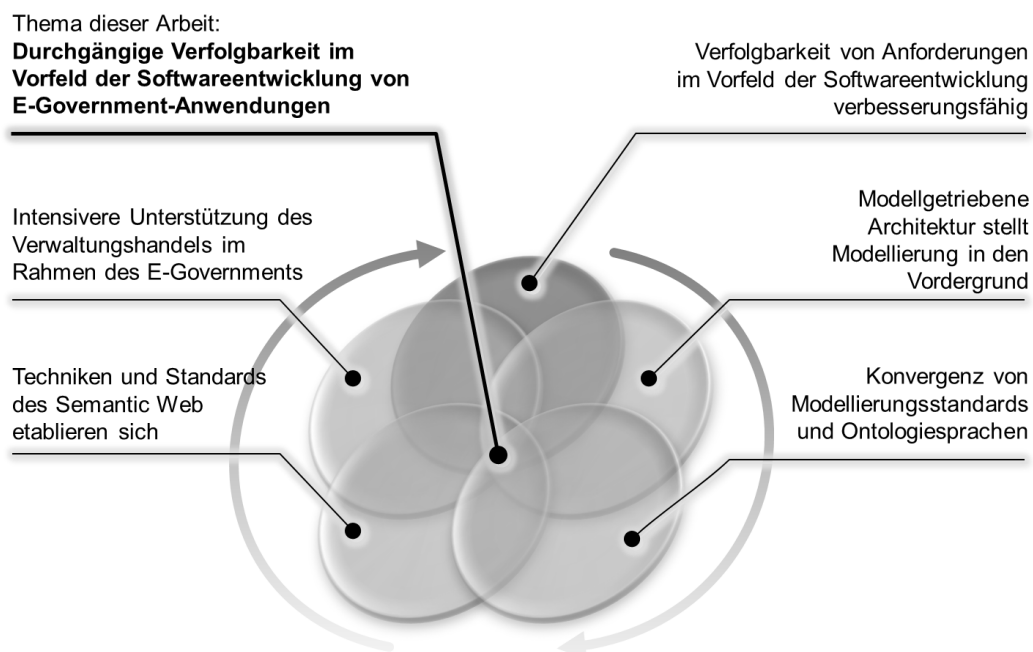 Thema dieser Arbeit:
Durchgängige Verfolgbarkeit im
Vorfeld der Softwareentwicklung von
E-Government-Anwendungen
Verfolgbarkeit von Anforderungen
im Vorfeld der Softwareentwicklung
verbesserungsfähig
Intensivere Unterstützung des
Verwaltungshandels im
Rahmen des E-Governments
Modellgetriebene
Architektur stellt
Modellierung in den
Vordergrund
Techniken und Standards
des Semantic Web
etablieren sich
Konvergenz von
Modellierungsstandards
und Ontologiesprachen